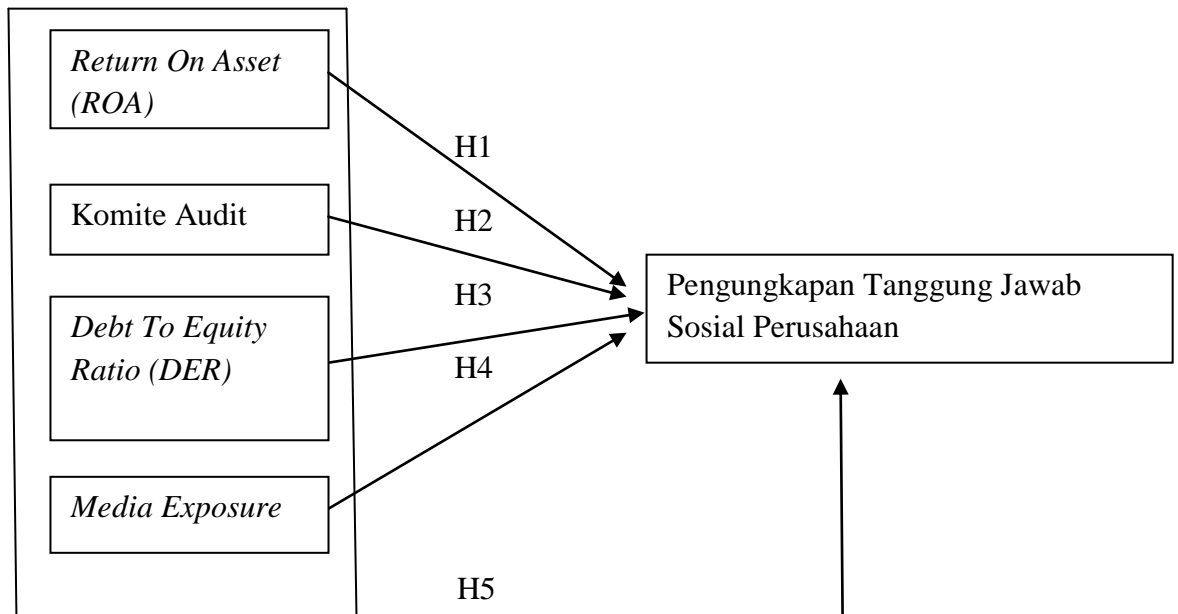 Return On Asset
(ROA)
H1
Komite Audit
H2
H3
Pengungkapan Tanggung Jawab
Sosial Perusahaan
Debt To Equity
Ratio (DER)
H4
Media Exposure
H5